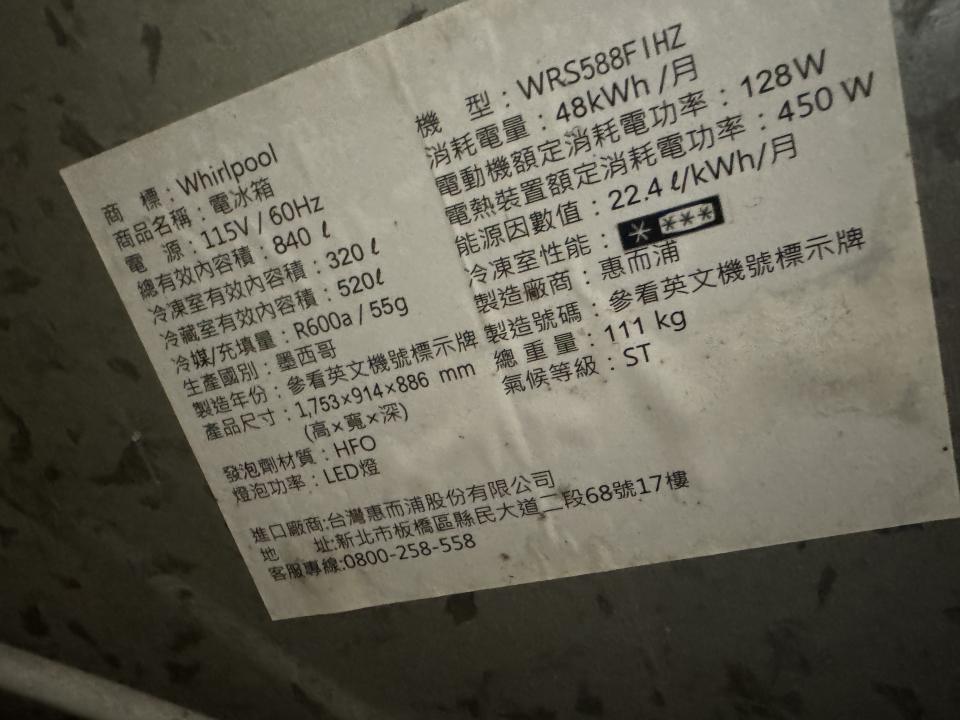 商 標：Whirlpool
商品名稱：電冰箱
電 源：115V / 60Hz
總有效內容積：840 ℓ
冷凍室有效內容積：320 ℓ
冷藏室有效內容積：520ℓ
冷媒/充填量：R600a / 55g
生產國別：墨西哥
製造年份：參看英文機號標示牌
產品尺寸：1,753×914×886 mm
(高×寬×深)
發泡劑材質：HFO
燈泡功率：LED燈
機 型：WRS588FIHZ
消耗電量：48kWh /月
電動機額定消耗電功率：128W
電熱裝置額定消耗電功率：450 W
能源因數值：22.4 ℓ/kWh/月
冷凍室性能：* ***
製造廠商：惠而浦
製造號碼：參看英文機號標示牌
總 重 量：111 kg
氣候等級：ST
進口廠商:台灣惠而浦股份有限公司
地 址:新北市板橋區縣民大道二段68號17樓
客服專線:0800-258-558